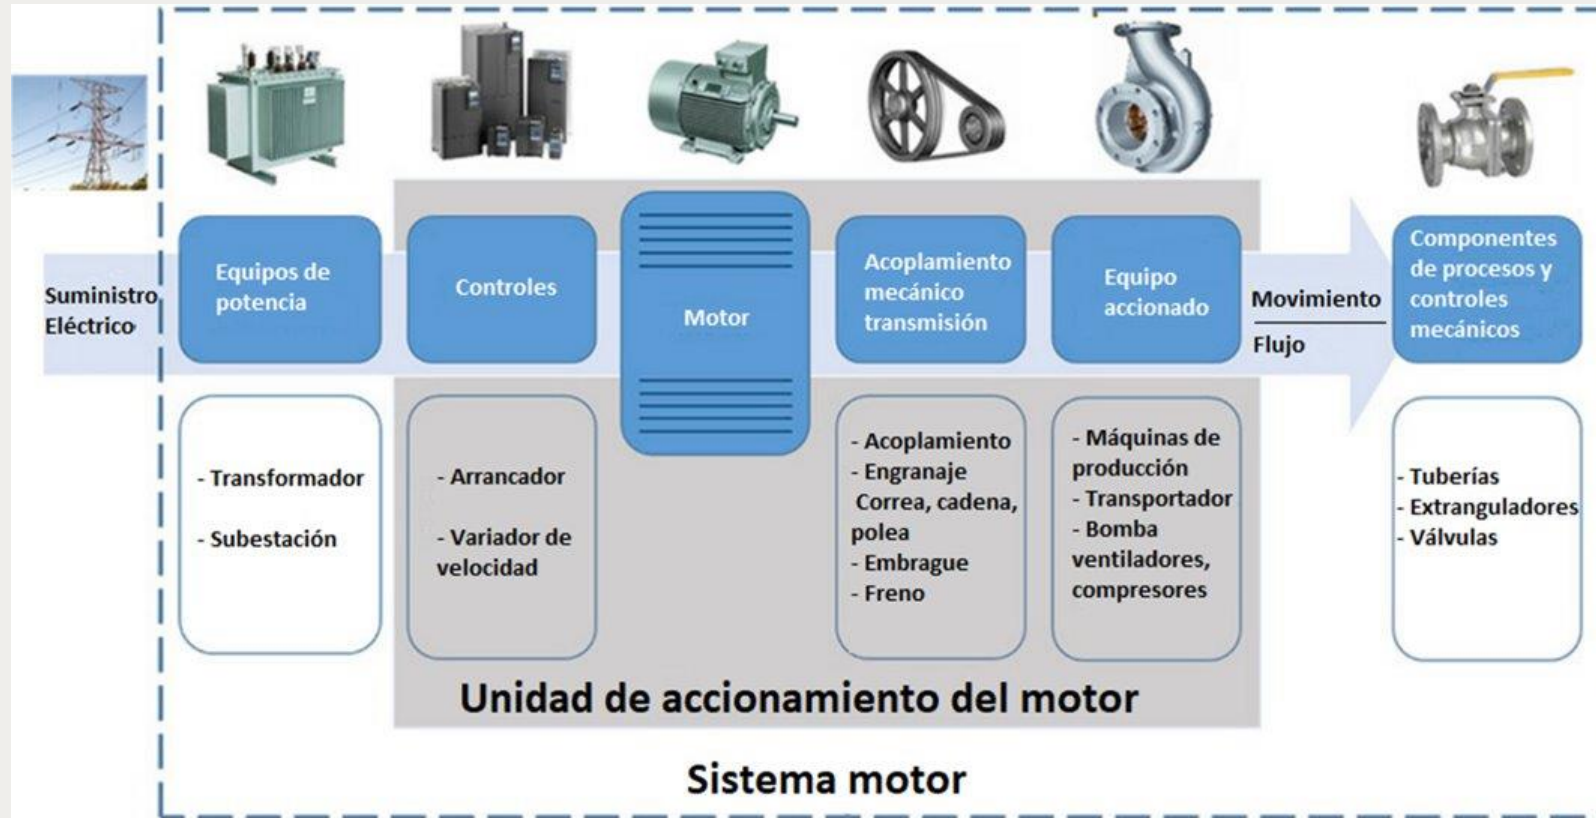 Suministro
Eléctrico
Equipos de
potencia
Controles
Motor
Acoplamiento
mecánico
transmisión
Equipo
accionado
Movimiento
Flujo
Componentes
de procesos y
controles
mecánicos
- Transformador
- Subestación
- Arrancador
- Variador de
velocidad
- Acoplamiento
- Engranaje
Correa, cadena,
polea
- Embrague
- Freno
- Máquinas de
producción
- Transportador
- Bomba
ventiladores,
compresores
- Tuberías
- Extranguladores
- Válvulas
Unidad de accionamiento del motor
Sistema motor